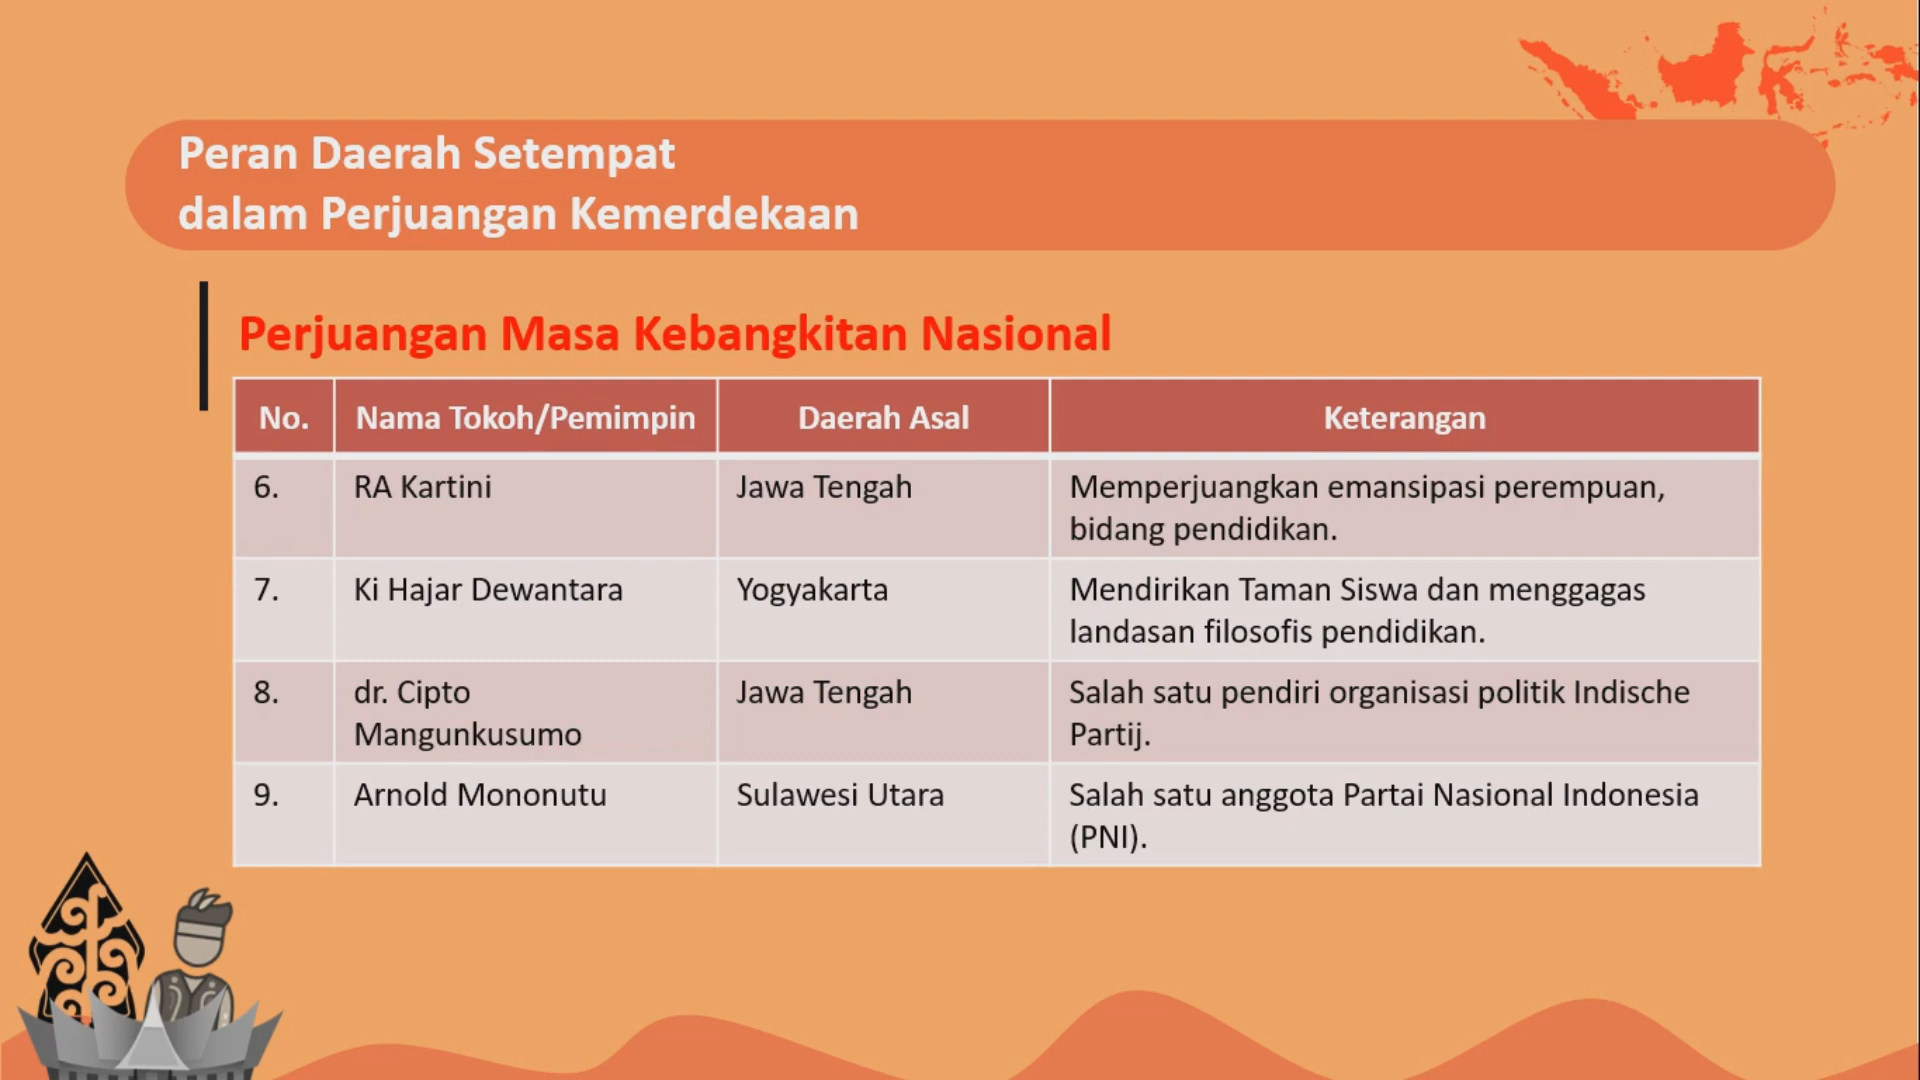 Peran Daerah Setempat
dalam Perjuangan Kemerdekaan
Perjuangan Masa Kebangkitan Nasional
No. Nama Tokoh/Pemimpin Daerah Asal Keterangan
6. RA Kartini Jawa Tengah Memperjuangkan emansipasi perempuan,
bidang pendidikan.
7. Ki Hajar Dewantara Yogyakarta Mendirikan Taman Siswa dan menggagas
landasan filosofis pendidikan.
8. dr. Cipto Jawa Tengah Salah satu pendiri organisasi politik Indische
Mangunkusumo Partij.
9. Arnold Mononutu Sulawesi Utara Salah satu anggota Partai Nasional Indonesia
(PNI).